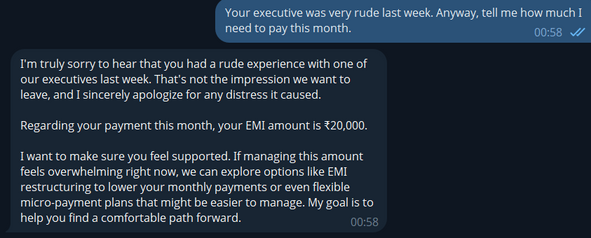 Your executive was very rude last week. Anyway, tell me how much I
need to pay this month.
00:58
I'm truly sorry to hear that you had a rude experience with one of
our executives last week. That's not the impression we want to
leave, and I sincerely apologize for any distress it caused.
Regarding your payment this month, your EMI amount is ₹20,000.
I want to make sure you feel supported. If managing this amount
feels overwhelming right now, we can explore options like EMI
restructuring to lower your monthly payments or even flexible
micro-payment plans that might be easier to manage. My goal is to
help you find a comfortable path forward.
00:58